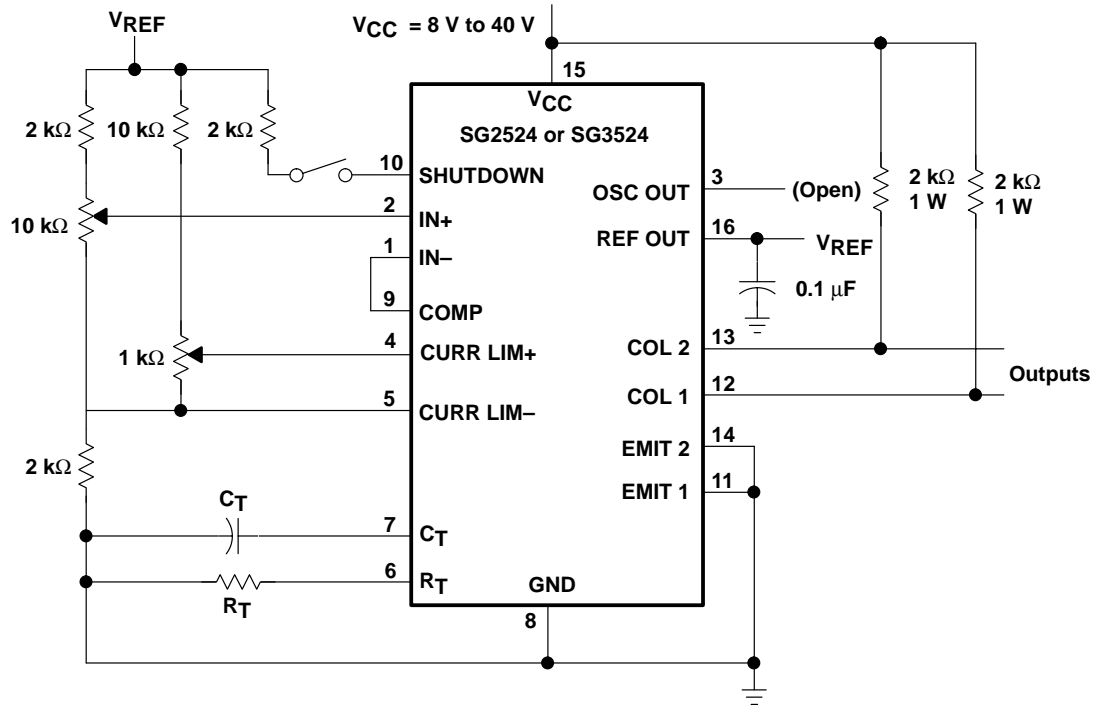 VREF
VCC = 8 V to 40 V
15
VCC
SG2524 or SG3524
2 kΩ
10 kΩ
2 kΩ
10
SHUTDOWN
3
OSC OUT
(Open)
2 kΩ
1 W
2 kΩ
1 W
10 kΩ
2
IN+
16
REF OUT
VREF
1
IN–
0.1 µF
9
COMP
1 kΩ
4
CURR LIM+
13
COL 2
Outputs
12
COL 1
5
CURR LIM–
2 kΩ
14
EMIT 2
11
EMIT 1
CT
7
CT
6
RT
RT
GND
8